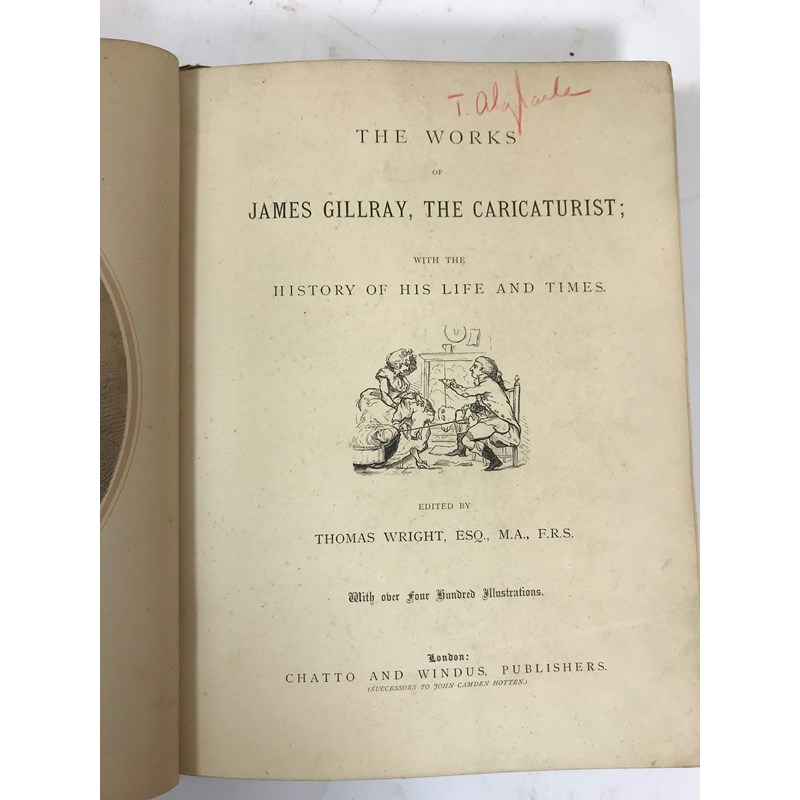 THE WORKS
OF
JAMES GILLRAY, THE CARICATURIST;
WITH THE
HISTORY OF HIS LIFE AND TIMES.
EDITED BY
THOMAS WRIGHT, ESQ., M.A., F.R.S.
With over Four Hundred Illustrations.
London:
CHATTO AND WINDUS, PUBLISHERS.
(SUCCESSORS TO JOHN CAMDEN HOTTEN.)